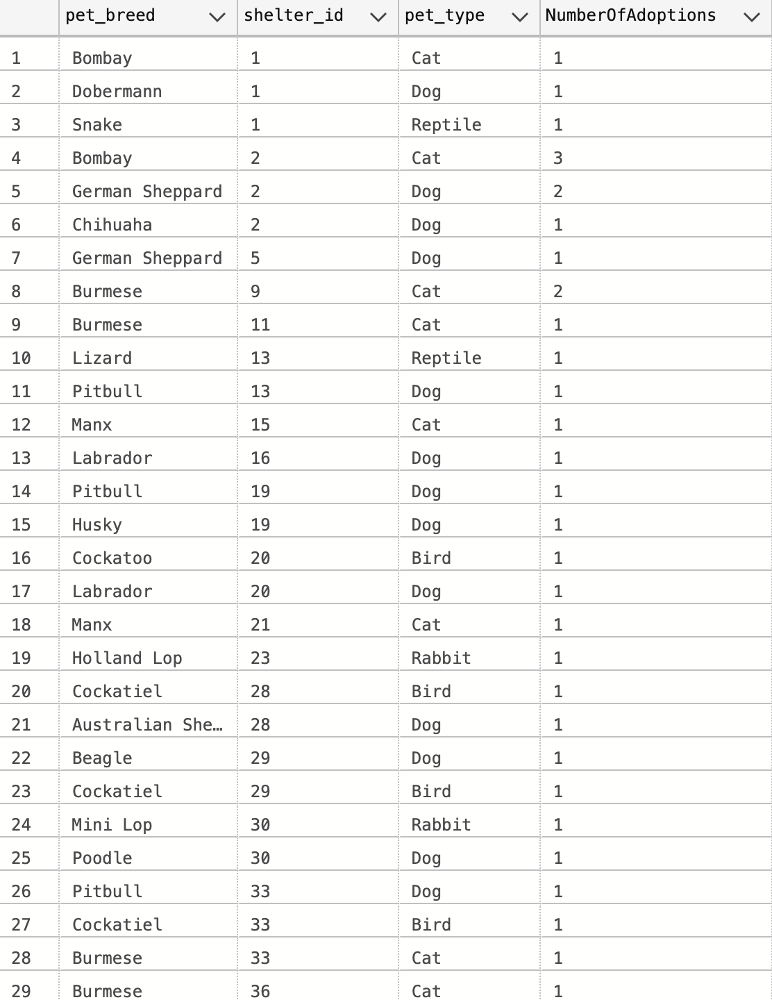 pet_breed shelter_id pet_type NumberOfAdoptions
1 Bombay 1 Cat 1
2 Dobermann 1 Dog 1
3 Snake 1 Reptile 1
4 Bombay 2 Cat 3
5 German Sheppard 2 Dog 2
6 Chihuaha 2 Dog 1
7 German Sheppard 5 Dog 1
8 Burmese 9 Cat 2
9 Burmese 11 Cat 1
10 Lizard 13 Reptile 1
11 Pitbull 13 Dog 1
12 Manx 15 Cat 1
13 Labrador 16 Dog 1
14 Pitbull 19 Dog 1
15 Husky 19 Dog 1
16 Cockatoo 20 Bird 1
17 Labrador 20 Dog 1
18 Manx 21 Cat 1
19 Holland Lop 23 Rabbit 1
20 Cockatiel 28 Bird 1
21 Australian She… 28 Dog 1
22 Beagle 29 Dog 1
23 Cockatiel 29 Bird 1
24 Mini Lop 30 Rabbit 1
25 Poodle 30 Dog 1
26 Pitbull 33 Dog 1
27 Cockatiel 33 Bird 1
28 Burmese 33 Cat 1
29 Burmese 36 Cat 1